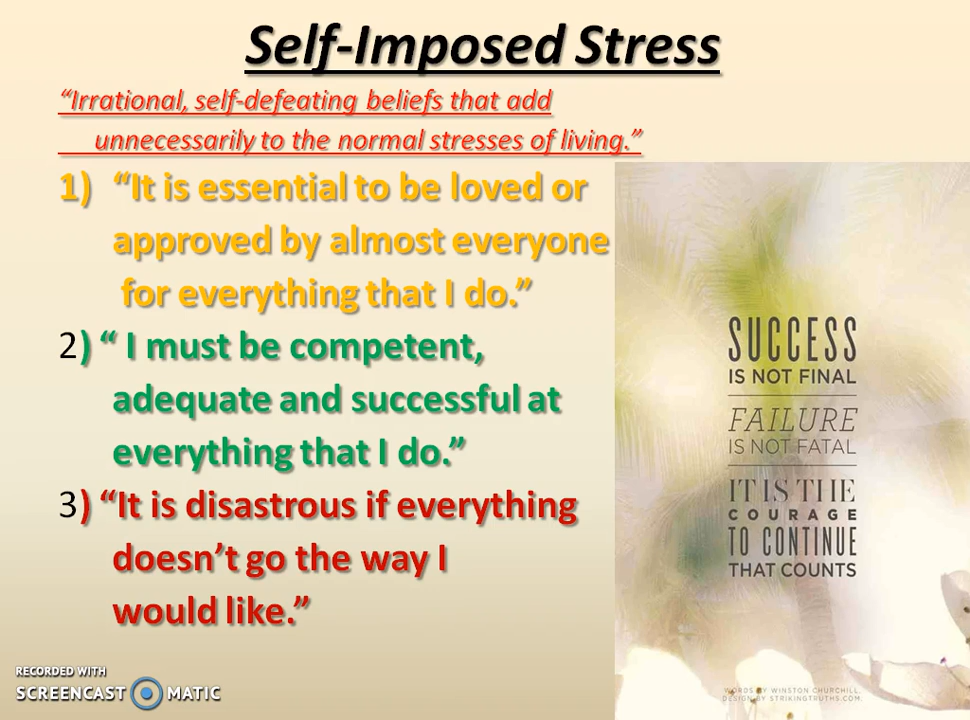 Self-Imposed Stress
“Irrational, self-defeating beliefs that add
unnecessarily to the normal stresses of living.”
1) “It is essential to be loved or
approved by almost everyone
for everything that I do.”
2) “ I must be competent,
adequate and successful at
everything that I do.”
3) “It is disastrous if everything
doesn’t go the way I
would like.”
SUCCESS
IS NOT FINAL
FAILURE
IS NOT FATAL
IT IS THE
COURAGE
TO CONTINUE
THAT COUNTS
WORDS BY WINSTON CHURCHILL.
DESIGN BY STRIKINGTRUTHS.COM.
RECORDED WITH
SCREENCAST MATIC